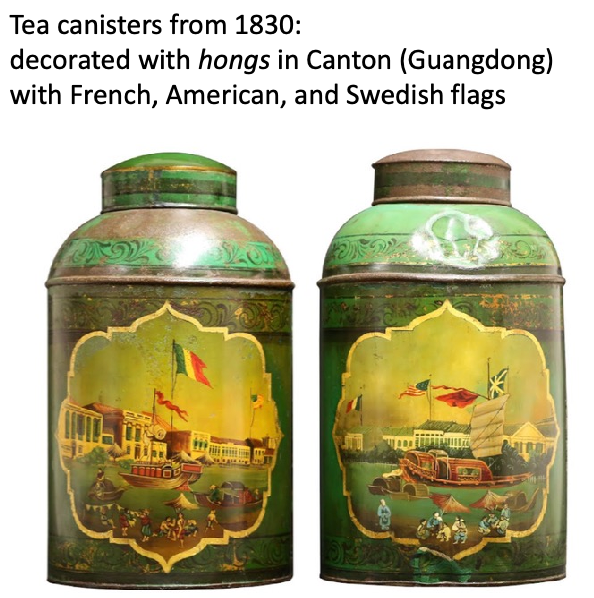 Tea canisters from 1830:
decorated with hongs in Canton (Guangdong)
with French, American, and Swedish flags